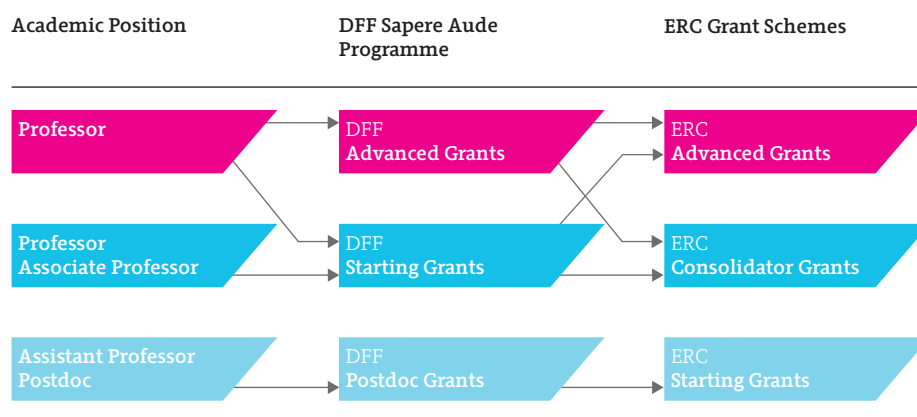 Academic Position
DFF Sapere Aude
Programme
ERC Grant Schemes
Professor
DFF
Advanced Grants
ERC
Advanced Grants
Professor
Associate Professor
DFF
Starting Grants
ERC
Consolidator Grants
Assistant Professor
Postdoc
DFF
Postdoc Grants
ERC
Starting Grants